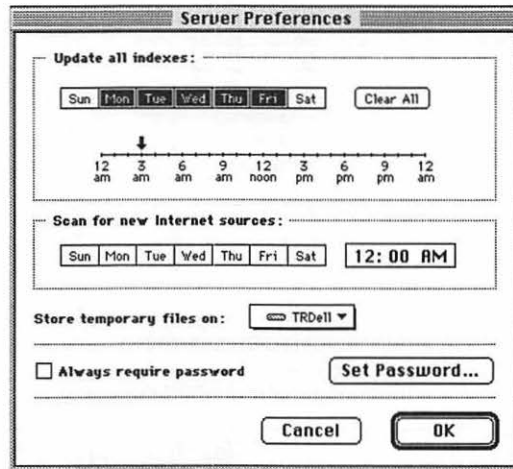 Server Preferences
Update all indexes:
Sun Mon Tue Wed Thu Fri Sat Clear All
12 3 6 9 12 3 6 9 12
am am am am noon pm pm pm am
Scan for new Internet sources:
Sun Mon Tue Wed Thu Fri Sat 12:00 AM
Store temporary files on: TRDell
Always require password Set Password...
Cancel OK